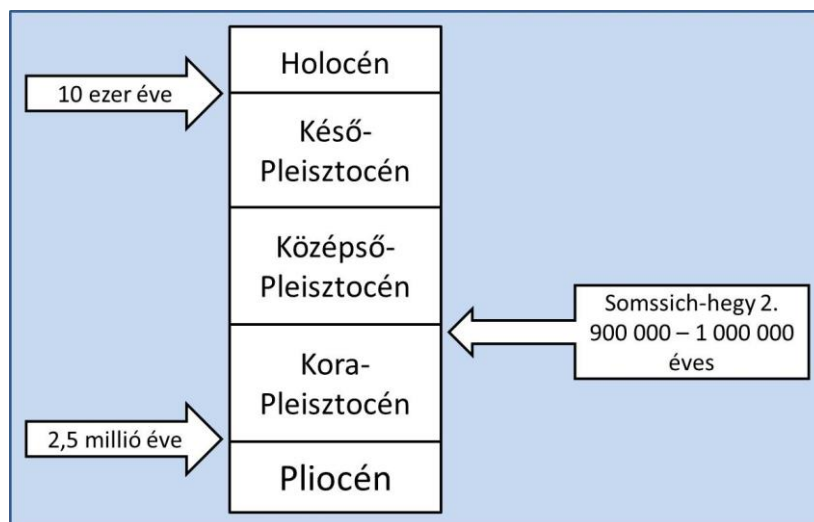 Holocén
10 ezer éve
Késő-
Pleisztocén
Középső-
Pleisztocén
Somssich-hegy 2.
900 000 – 1 000 000
éves
Kora-
Pleisztocén
2,5 millió éve
Pliocén